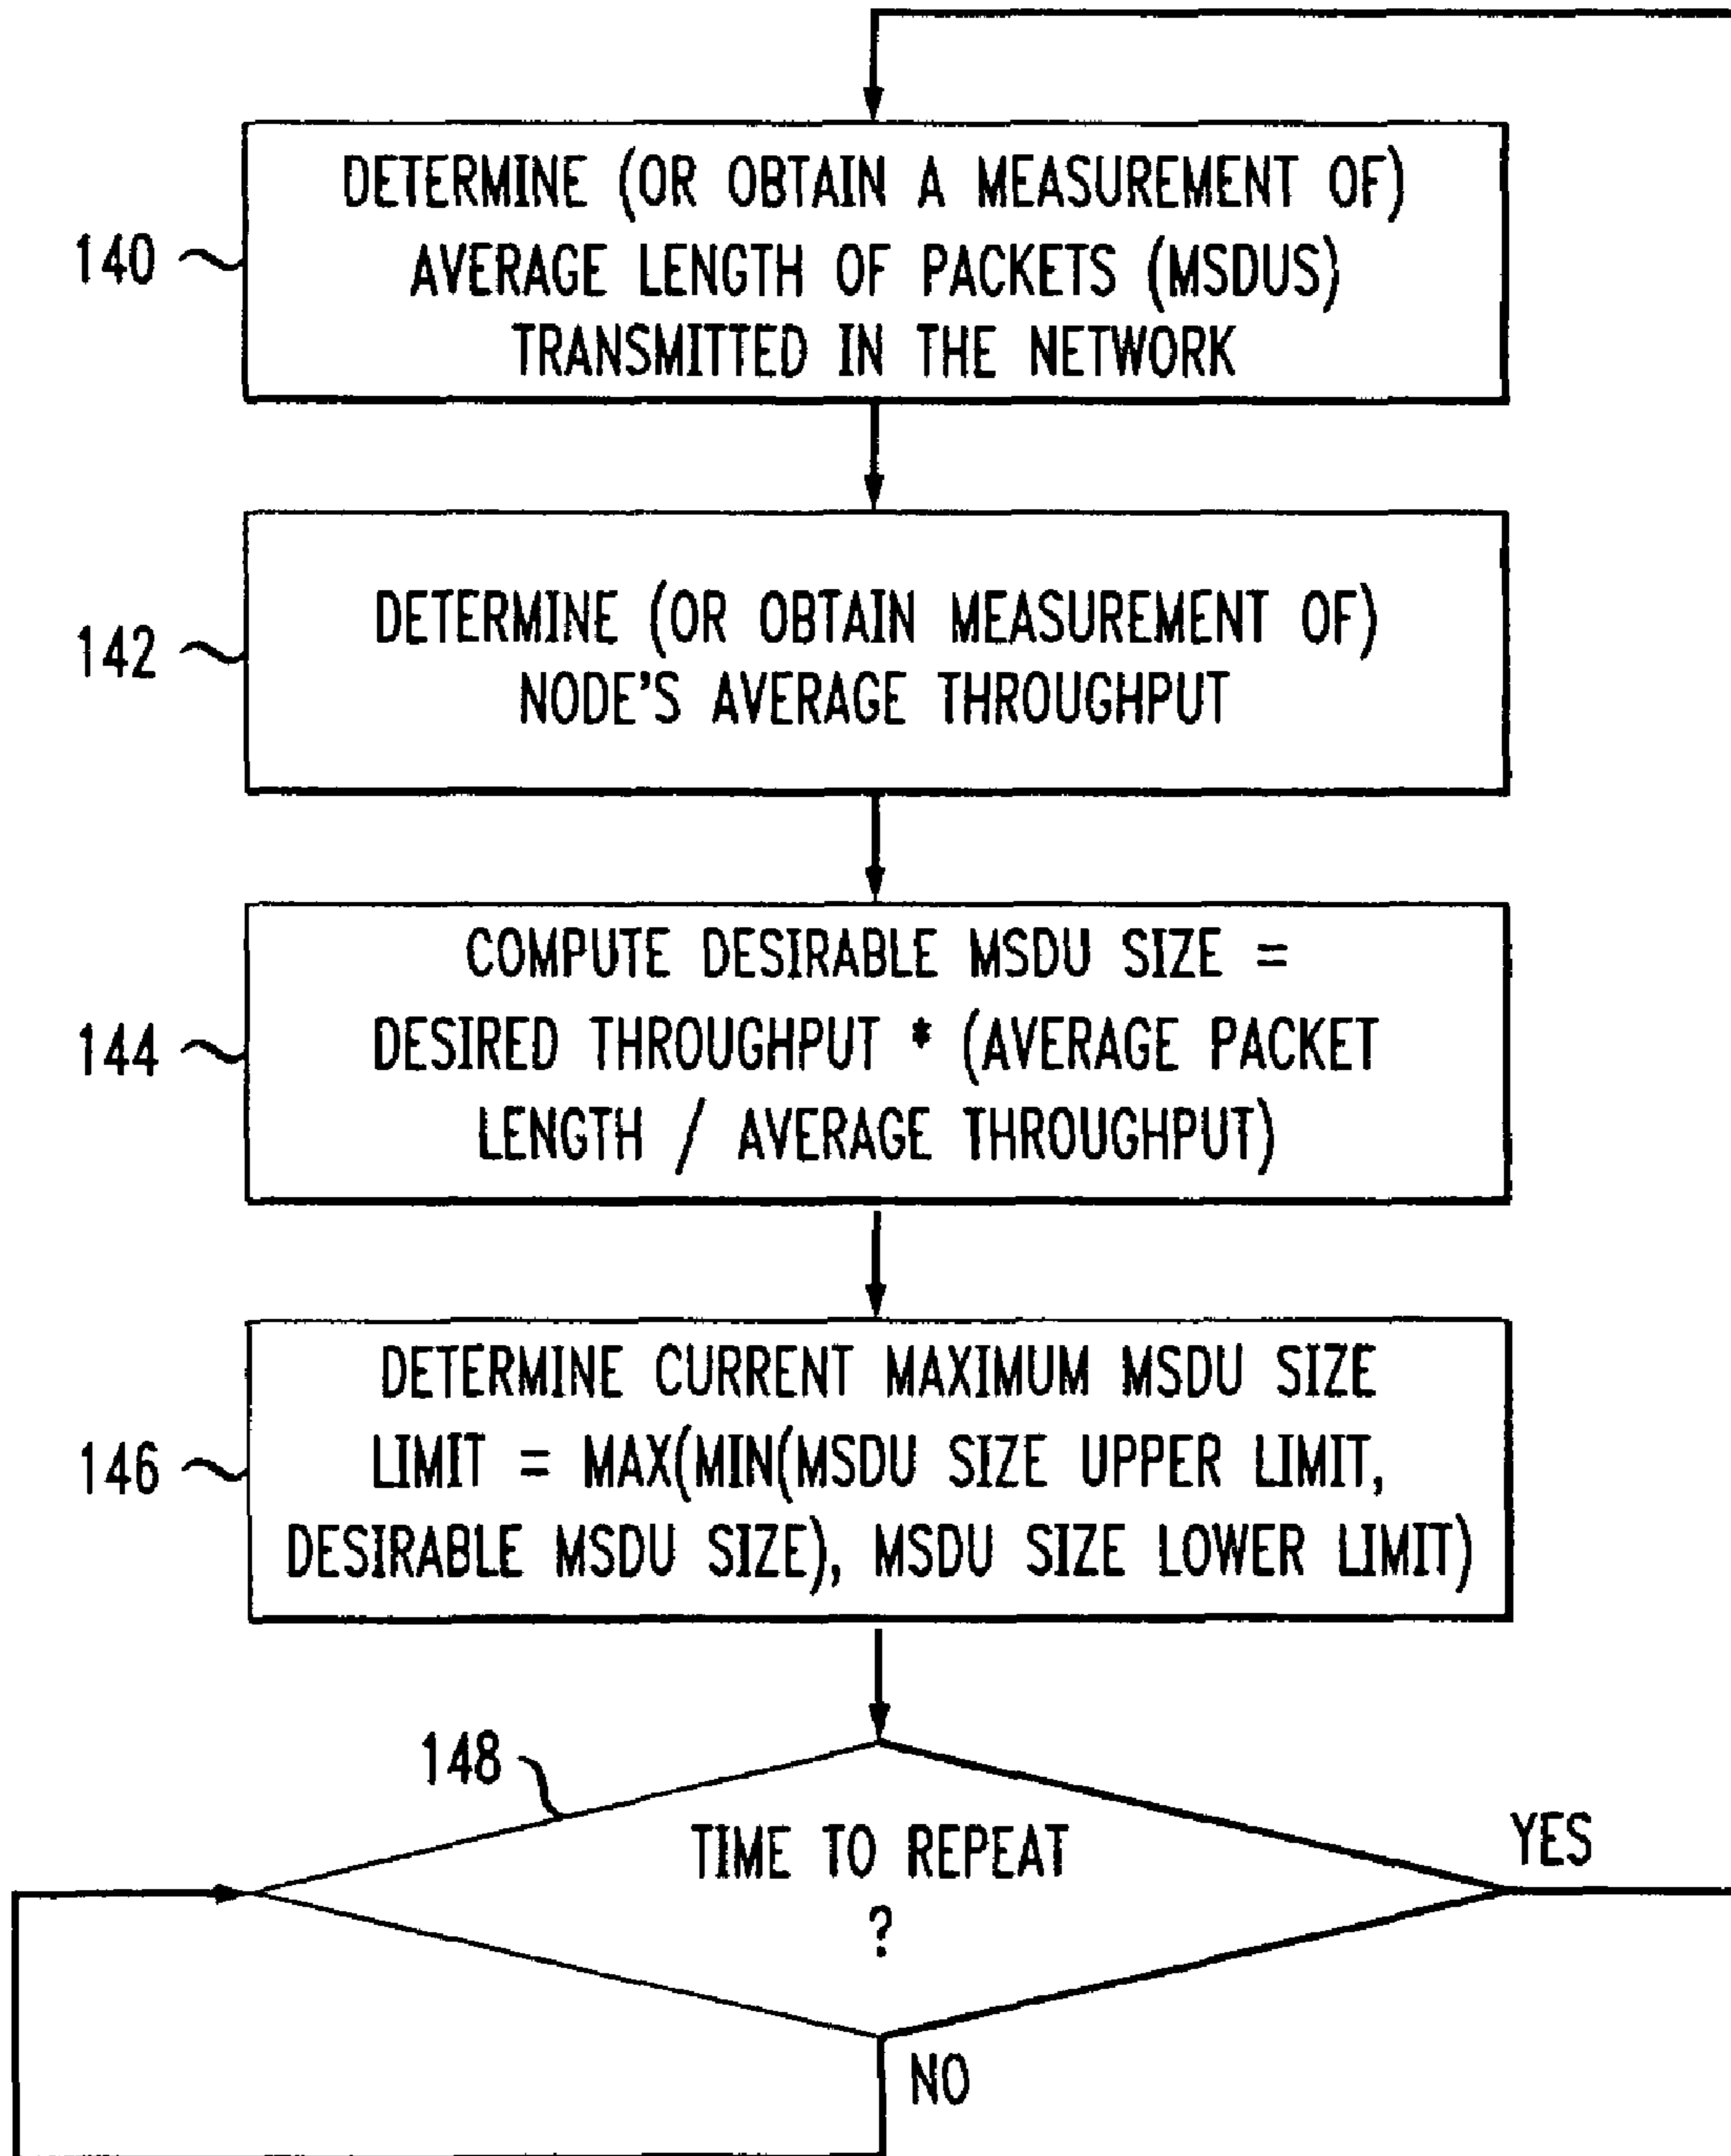 DETERMINE (OR OBTAIN A MEASUREMENT OF)
AVERAGE LENGTH OF PACKETS (MSDUS)
TRANSMITTED IN THE NETWORK
140
DETERMINE (OR OBTAIN MEASUREMENT OF)
NODE'S AVERAGE THROUGHPUT
142
COMPUTE DESIRABLE MSDU SIZE =
DESIRED THROUGHPUT * (AVERAGE PACKET
LENGTH / AVERAGE THROUGHPUT)
144
DETERMINE CURRENT MAXIMUM MSDU SIZE
LIMIT = MAX(MIN(MSDU SIZE UPPER LIMIT,
DESIRABLE MSDU SIZE), MSDU SIZE LOWER LIMIT)
146
148
TIME TO REPEAT
?
YES
NO